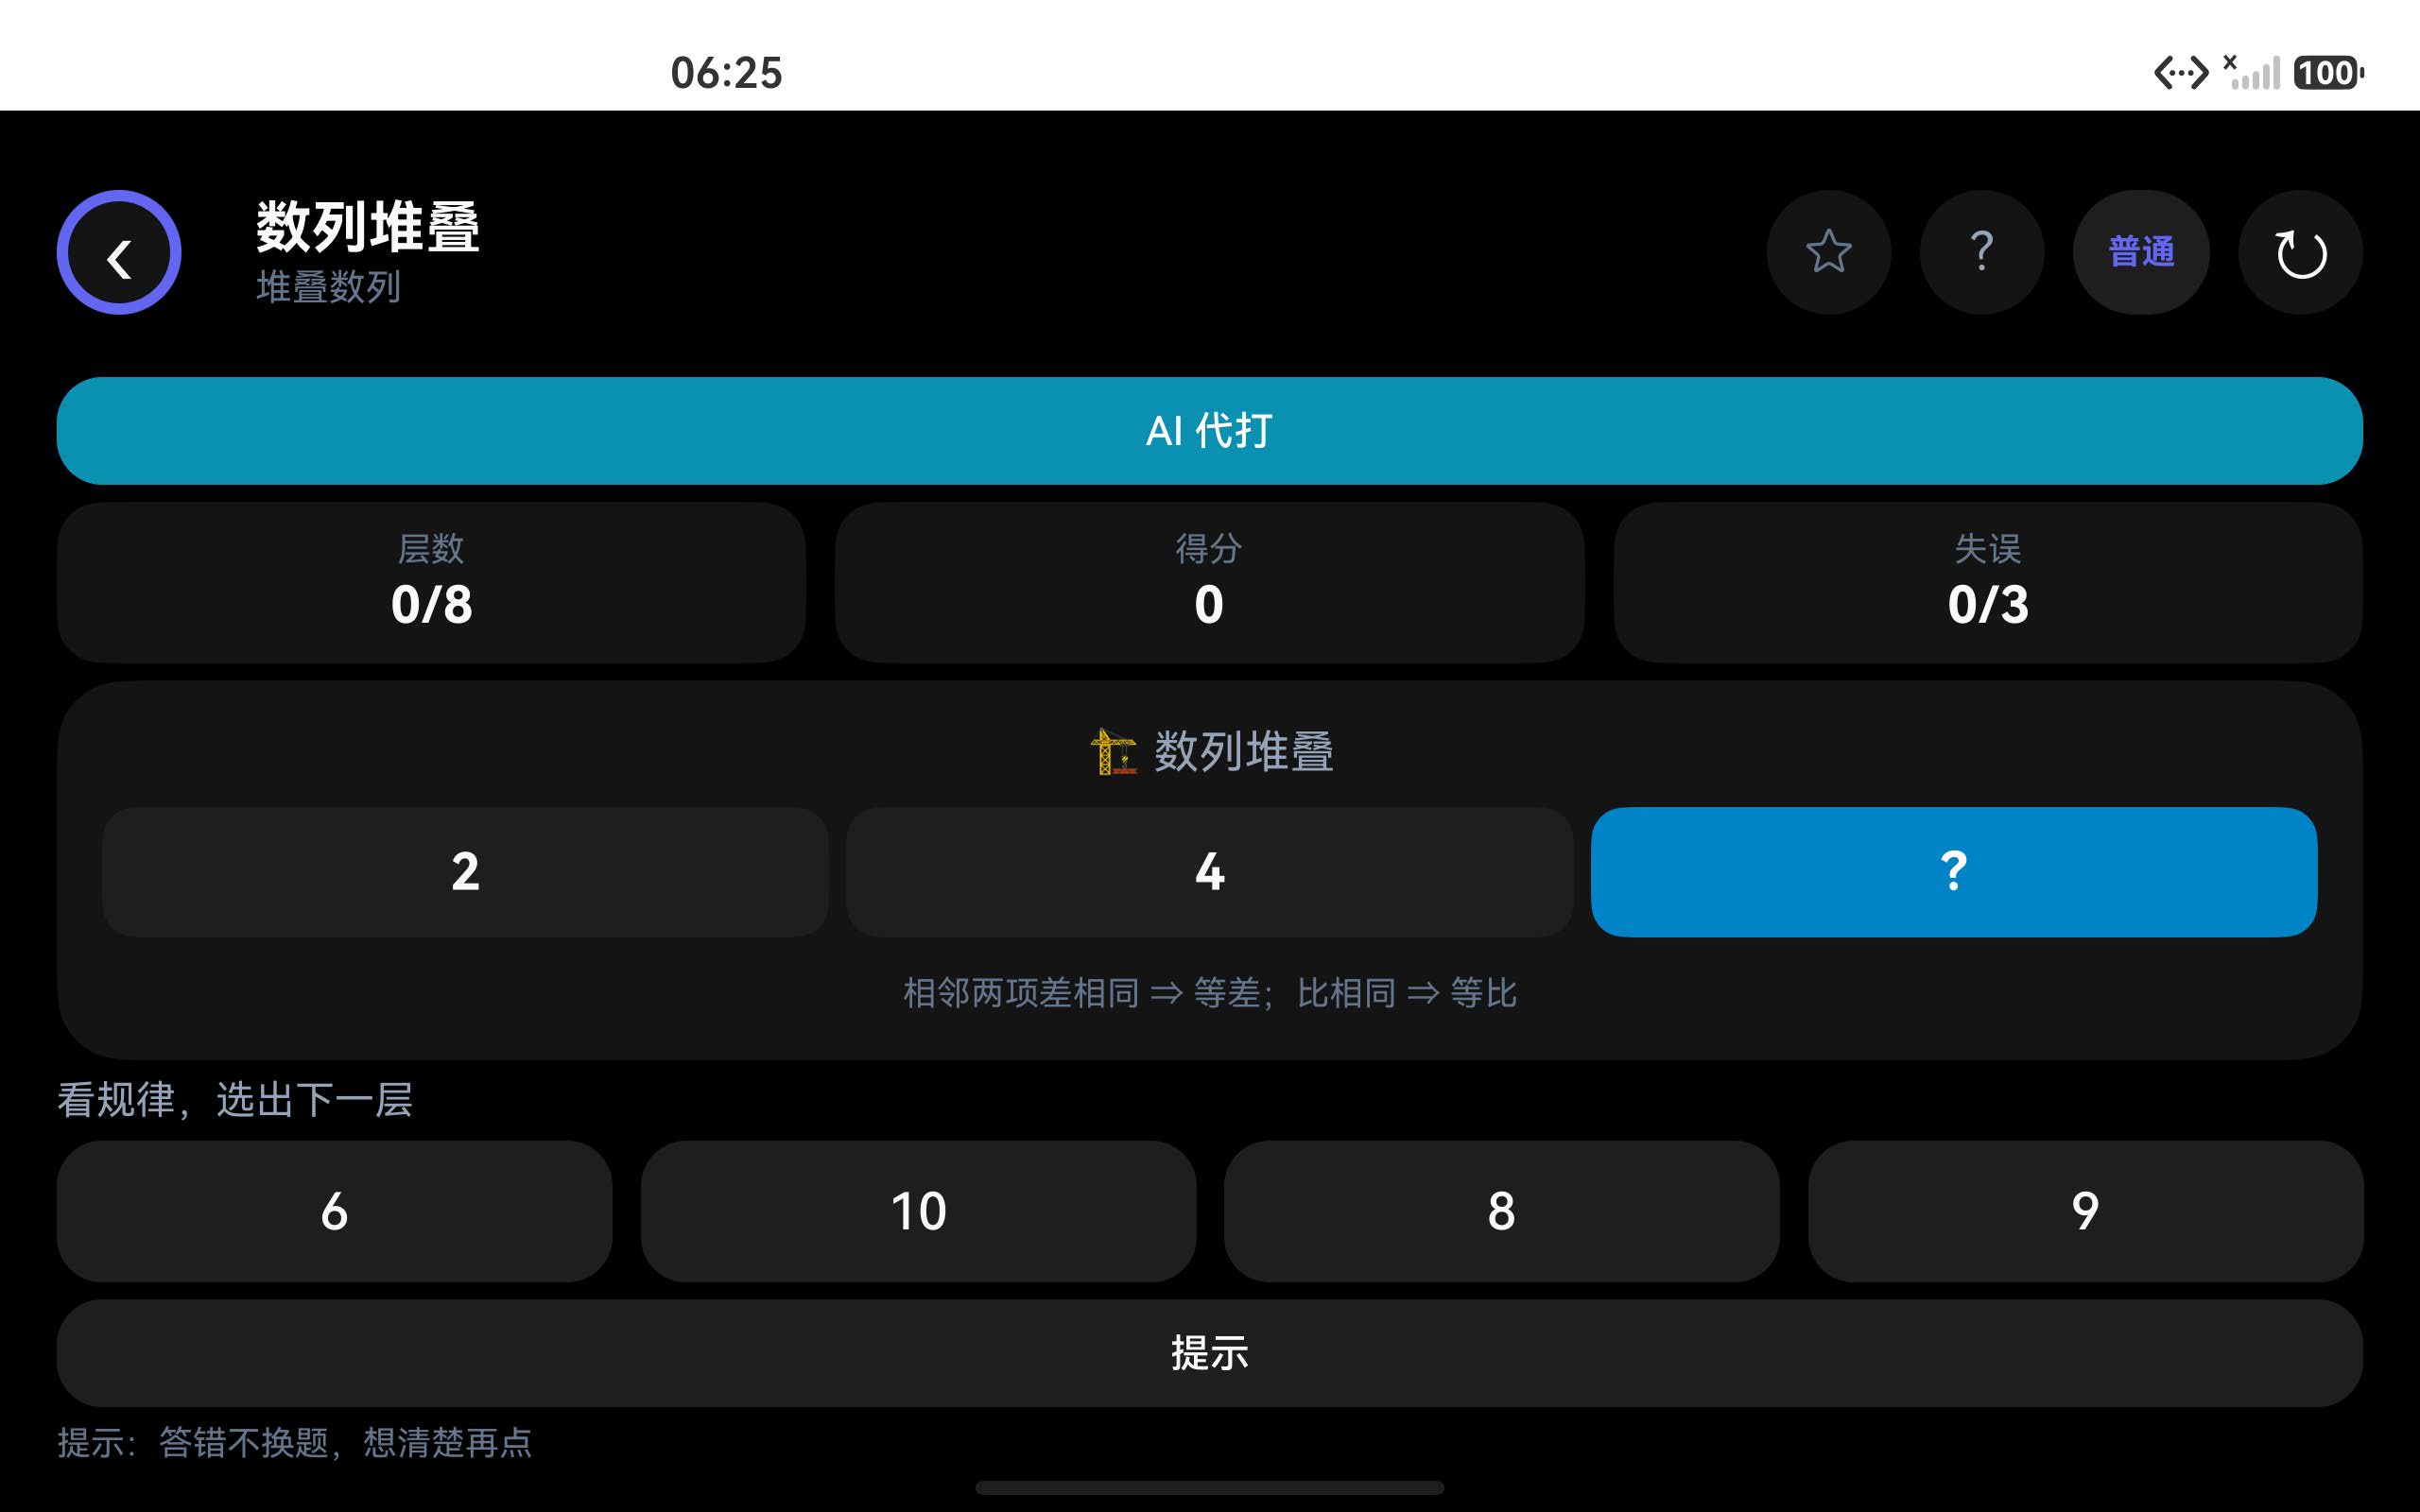 06:25
100
数列堆叠
堆叠数列
?
普通
AI 代打
层数
0/8
得分
0
失误
0/3
数列堆叠
2
4
?
相邻两项差相同 ⇒ 等差；比相同 ⇒ 等比
看规律，选出下一层
6
10
8
9
提示
提示：答错不换题，想清楚再点